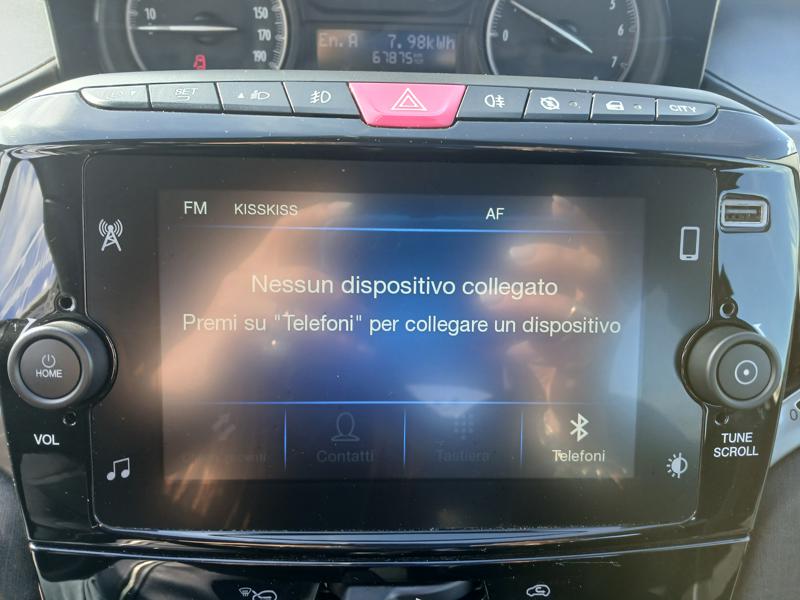 150
170
190
En. A 7.98kWh
67875
0
5
6
7
SET
CITY
FM KISSKISS AF
Nessun dispositivo collegato
Premi su "Telefoni" per collegare un dispositivo
Contatti Tastiera Telefoni
HOME
VOL
TUNE
SCROLL